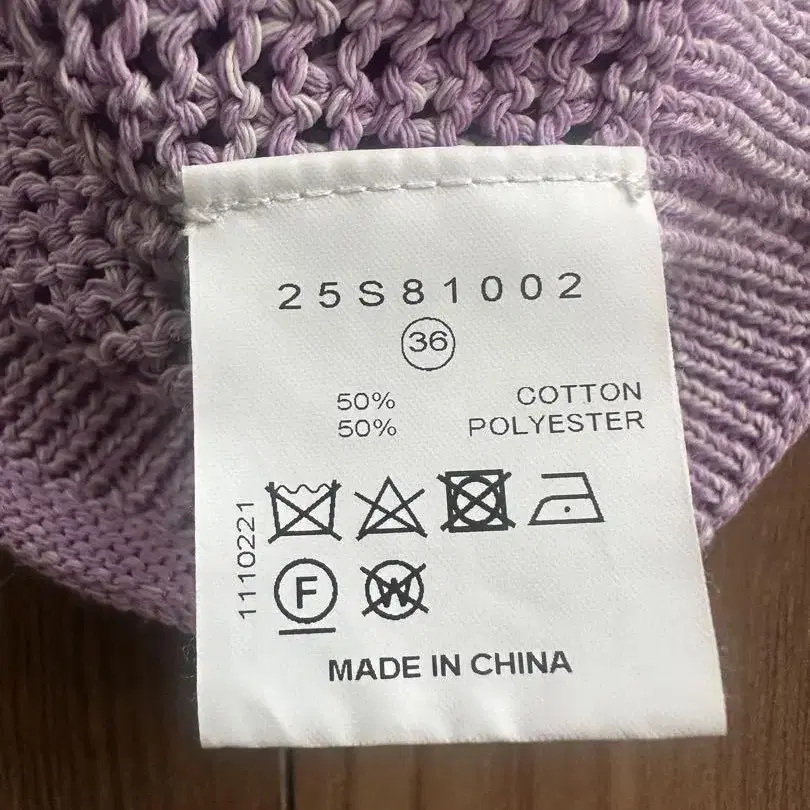 25S81002
36
50% COTTON
50% POLYESTER
1110221
F W
MADE IN CHINA